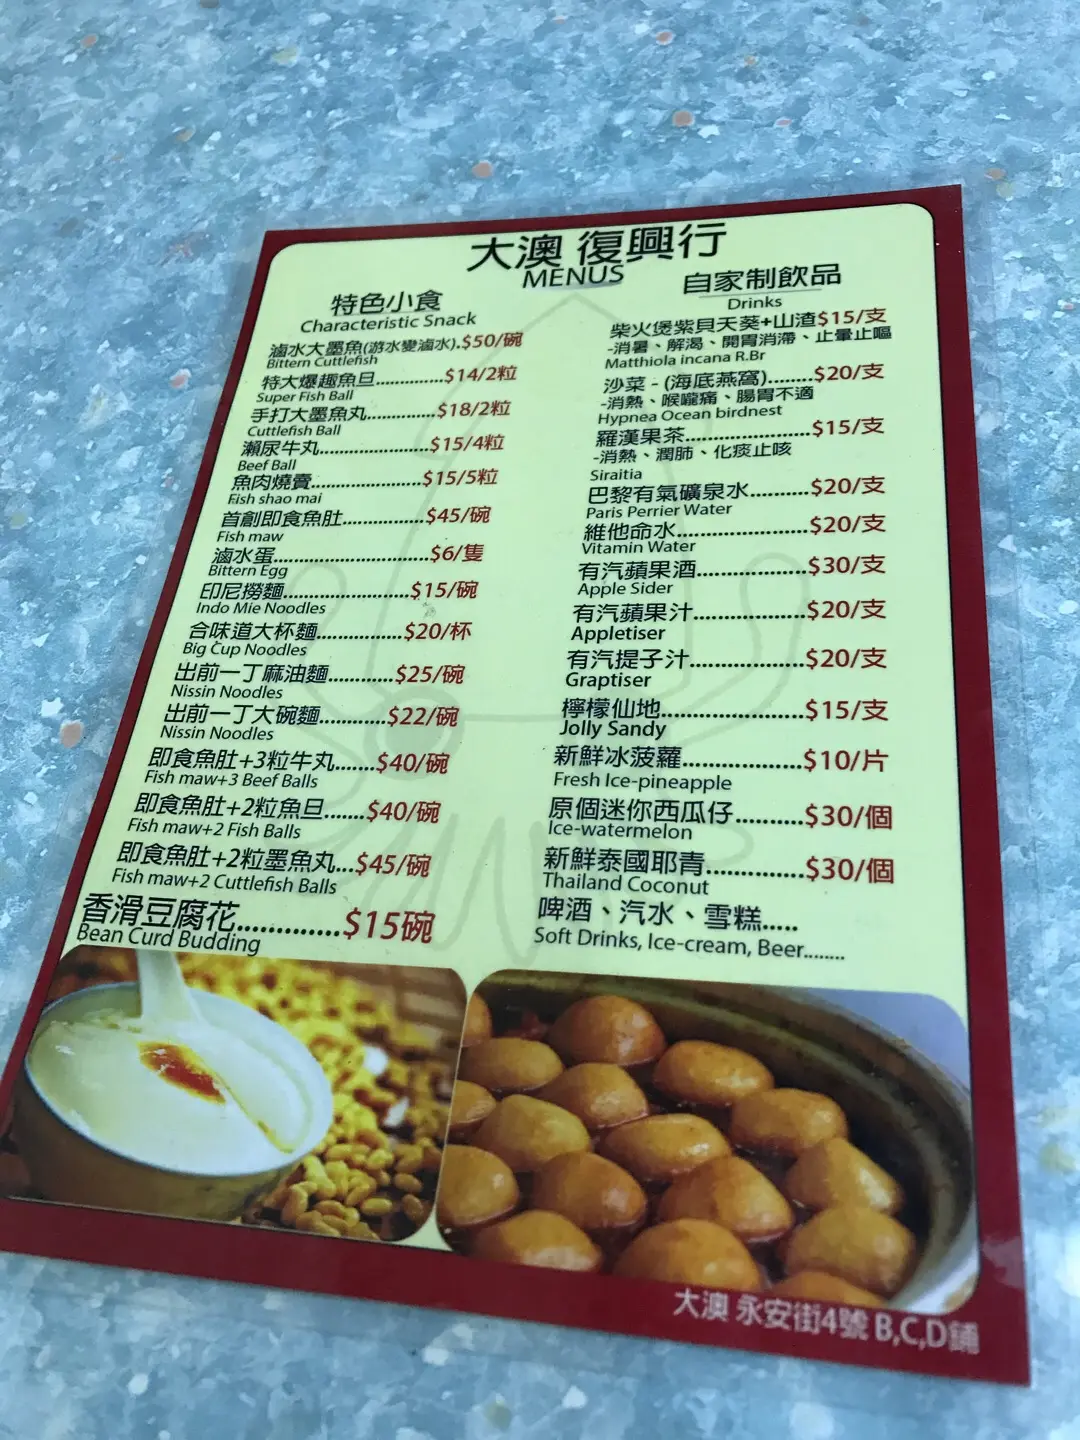 大澳 復興行
MENUS
特色小食
Characteristic Snack
滷水大墨魚(游水變滷水).$50/碗
Bittern Cuttlefish
特大爆趣魚旦..............$14/2粒
Super Fish Ball
手打大墨魚丸..............$18/2粒
Cuttlefish Ball
瀨尿牛丸.......................$15/4粒
Beef Ball
魚肉燒賣.......................$15/5粒
Fish shao mai
首創即食魚肚.................$45/碗
Fish maw
滷水蛋................................$6/隻
Bittern Egg
印尼撈麵..........................$15/碗
Indo Mie Noodles
合味道大杯麵.................$20/杯
Big Cup Noodles
出前一丁麻油麵............$25/碗
Nissin Noodles
出前一丁大碗麵............$22/碗
Nissin Noodles
即食魚肚+3粒牛丸.......$40/碗
Fish maw+3 Beef Balls
即食魚肚+2粒魚旦.......$40/碗
Fish maw+2 Fish Balls
即食魚肚+2粒墨魚丸...$45/碗
Fish maw+2 Cuttlefish Balls
香滑豆腐花..............$15碗
Bean Curd Budding
自家制飲品
Drinks
柴火煲紫貝天葵+山渣$15/支
-消暑、解渴、開胃消滯、止暈止嘔
Matthiola incana R.Br
沙菜 - (海底燕窩)........$20/支
-消熱、喉嚨痛、腸胃不適
Hypnea Ocean birdnest
羅漢果茶......................$15/支
-消熱、潤肺、化痰止咳
Siraitia
巴黎有氣礦泉水..........$20/支
Paris Perrier Water
維他命水.......................$20/支
Vitamin Water
有汽蘋果酒...................$30/支
Apple Sider
有汽蘋果汁...................$20/支
Appletiser
有汽提子汁...................$20/支
Graptiser
檸檬仙地.......................$15/支
Jolly Sandy
新鮮冰菠蘿...................$10/片
Fresh Ice-pineapple
原個迷你西瓜仔..........$30/個
Ice-watermelon
新鮮泰國耶青..............$30/個
Thailand Coconut
啤酒、汽水、雪糕.....
Soft Drinks, Ice-cream, Beer........
大澳 永安街4號 B,C,D鋪